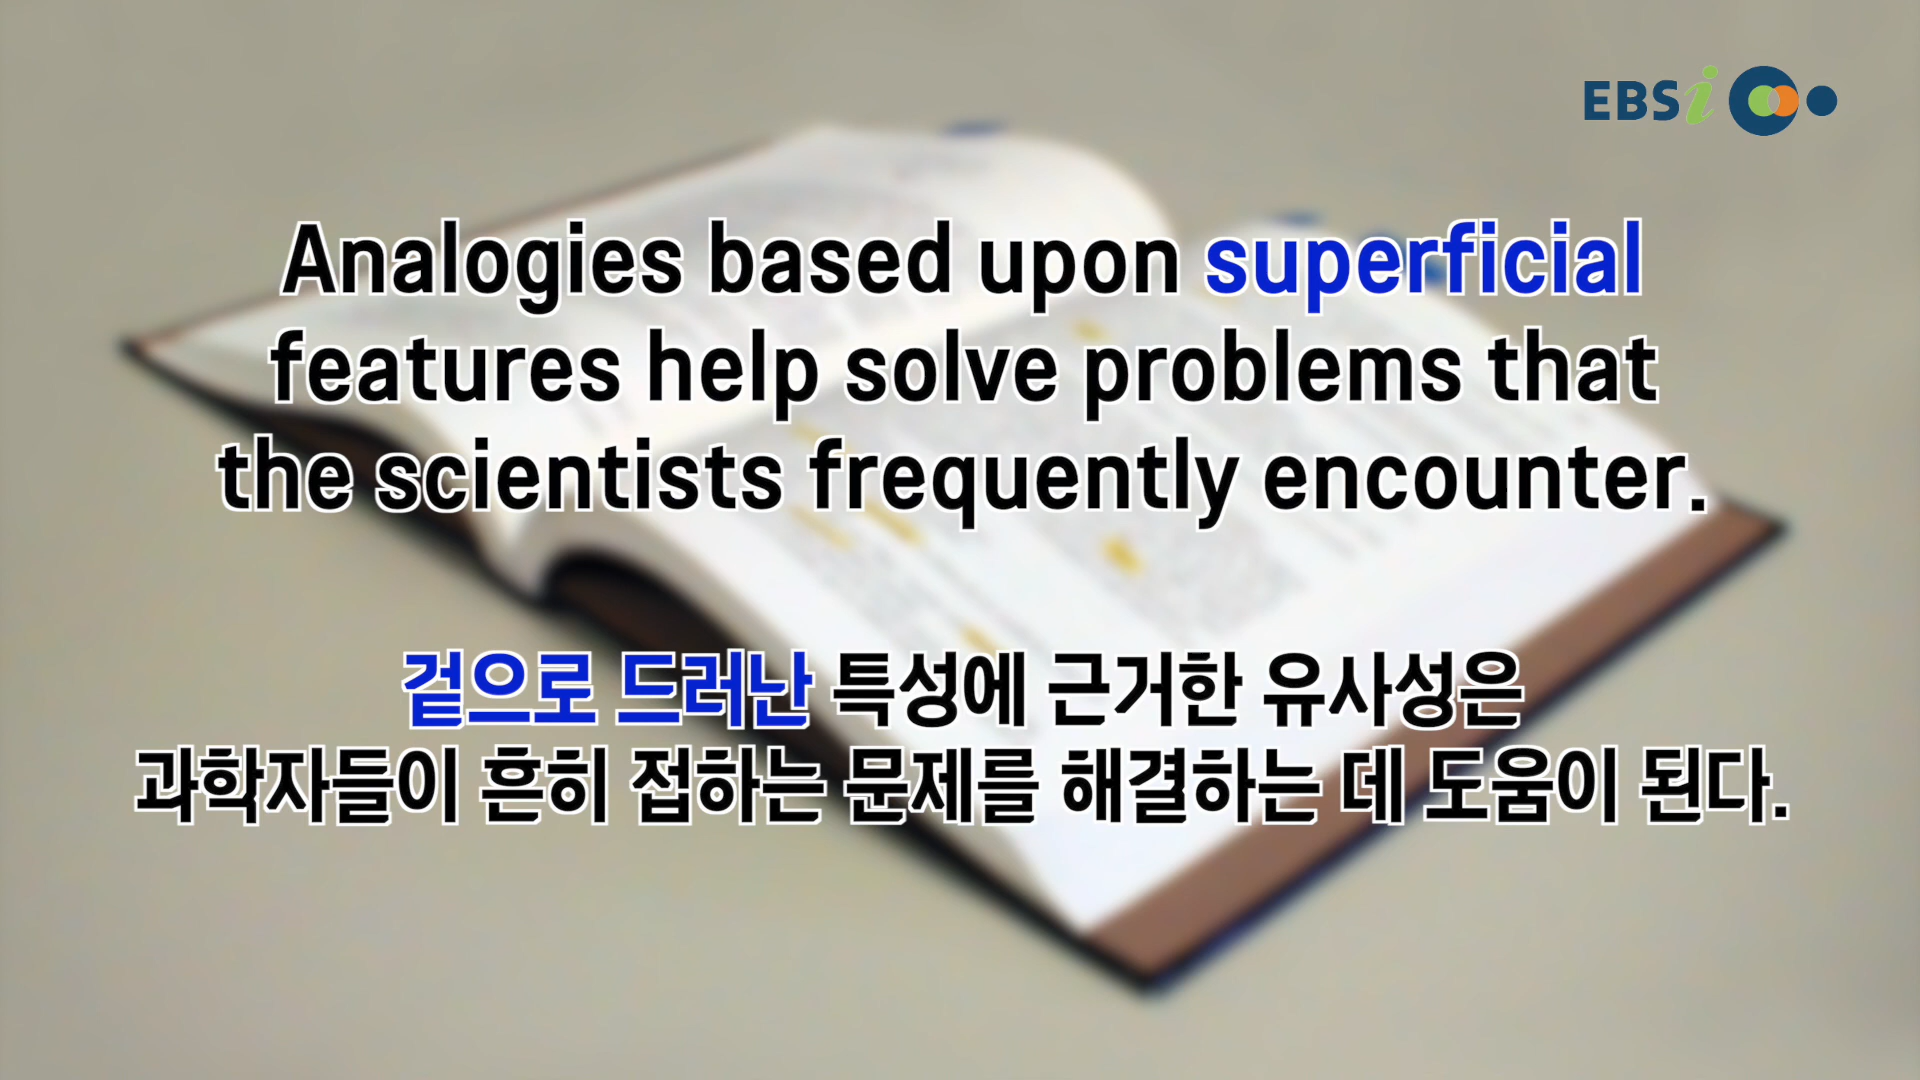 EBSi
Analogies based upon superficial
features help solve problems that
the scientists frequently encounter.
겉으로 드러난 특성에 근거한 유사성은
과학자들이 흔히 접하는 문제를 해결하는 데 도움이 된다.